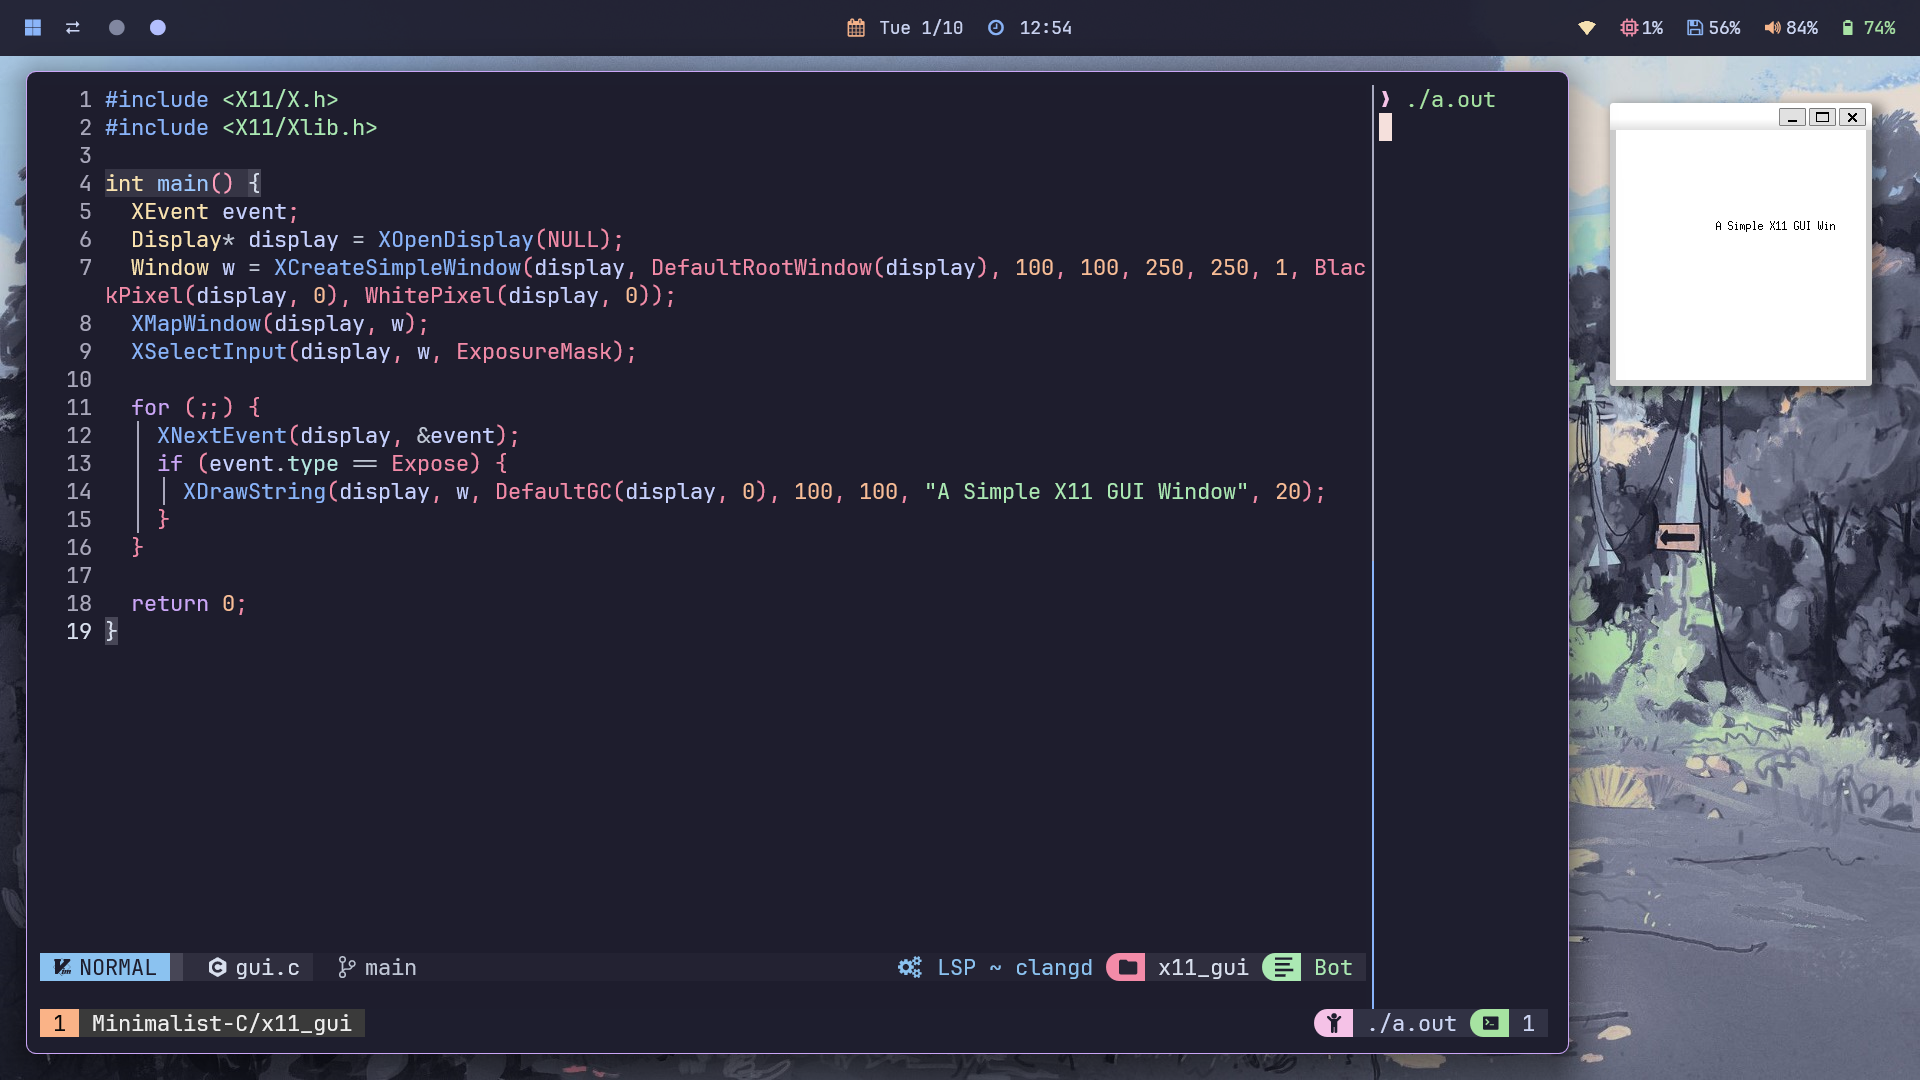 Tue 1/10 12:54 1% 56% 84% 74%
1 #include <X11/X.h>
2 #include <X11/Xlib.h>
3
4 int main() {
5 XEvent event;
6 Display* display = XOpenDisplay(NULL);
7 Window w = XCreateSimpleWindow(display, DefaultRootWindow(display), 100, 100, 250, 250, 1, Blac
kPixel(display, 0), WhitePixel(display, 0));
8 XMapWindow(display, w);
9 XSelectInput(display, w, ExposureMask);
10
11 for (;;) {
12 XNextEvent(display, &event);
13 if (event.type == Expose) {
14 XDrawString(display, w, DefaultGC(display, 0), 100, 100, "A Simple X11 GUI Window", 20);
15 }
16 }
17
18 return 0;
19 }
NORMAL gui.c main LSP ~ clangd x11_gui Bot
1 Minimalist-C/x11_gui ./a.out 1
❱ ./a.out
A Simple X11 GUI Win